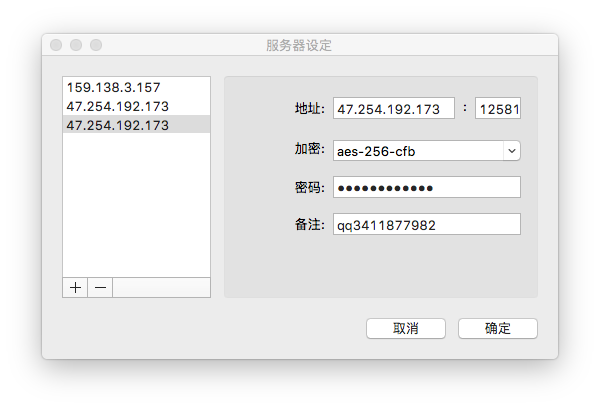 服务器设定
159.138.3.157
47.254.192.173
47.254.192.173
地址: 47.254.192.173 : 12581
加密: aes-256-cfb
密码: ●●●●●●●●●●●●
备注: qq3411877982
取消 确定